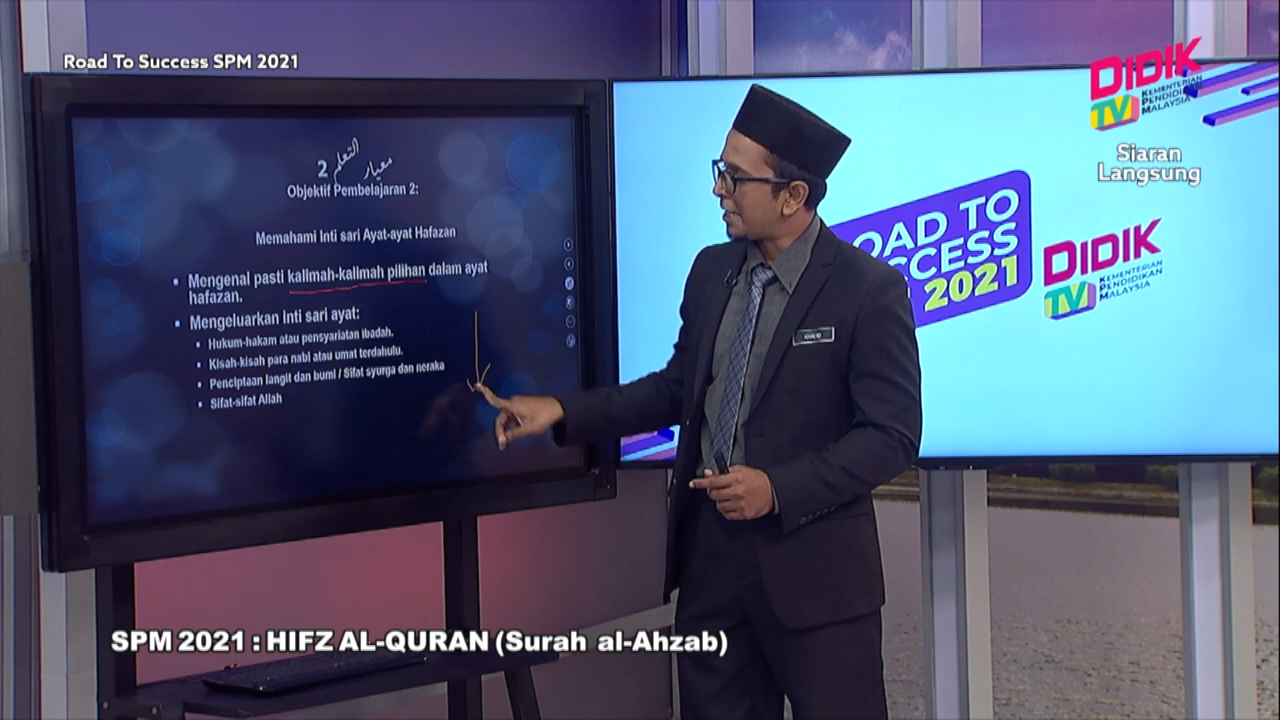 Road To Success SPM 2021
DIDIK
TV
KEMENTERIAN
PENDIDIKAN
MALAYSIA
Siaran
Langsung
معيار التعلم 2
Objektif Pembelajaran 2:
Memahami Inti sari Ayat-ayat Hafazan
▪ Mengenal pasti kalimah-kalimah pilihan dalam ayat
hafazan.
▪ Mengeluarkan Inti sari ayat:
▪ Hukum-hakam atau pensyariatan ibadah.
▪ Kisah-kisah para nabi atau umat terdahulu.
▪ Penciptaan langit dan bumi / Sifat syurga dan neraka
▪ Sifat-sifat Allah
OAD TO
CCESS
2021
DIDIK
TV
KEMENTERIAN
PENDIDIKAN
MALAYSIA
SPM 2021 : HIFZ AL-QURAN (Surah al-Ahzab)